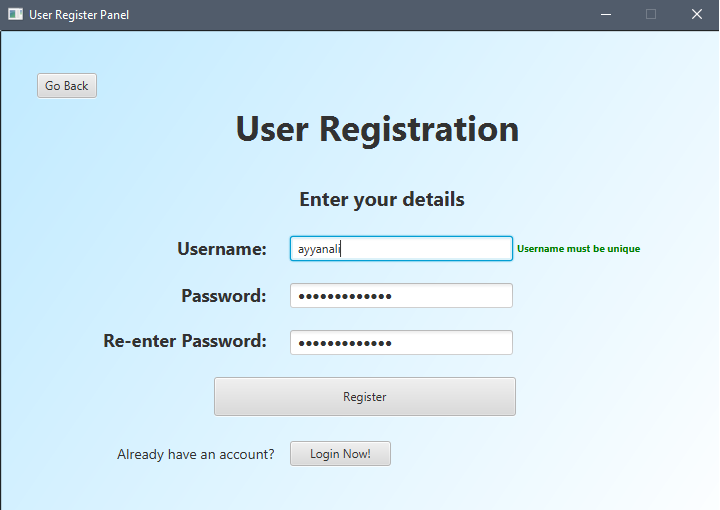 User Register Panel
Go Back
User Registration
Enter your details
Username: ayyanali Username must be unique
Password: •••••••••••••
Re-enter Password: •••••••••••••
Register
Already have an account? Login Now!